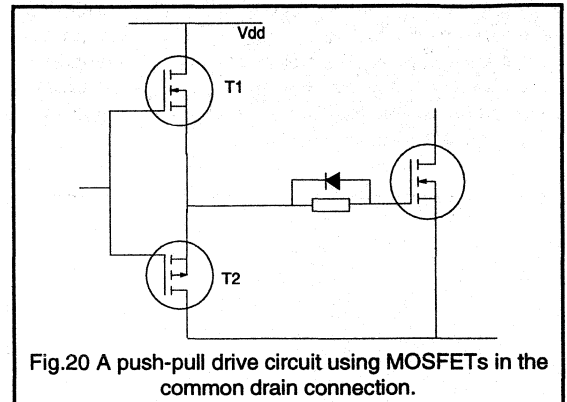 Vdd
T1
T2
Fig.20 A push-pull drive circuit using MOSFETs in the
common drain connection.